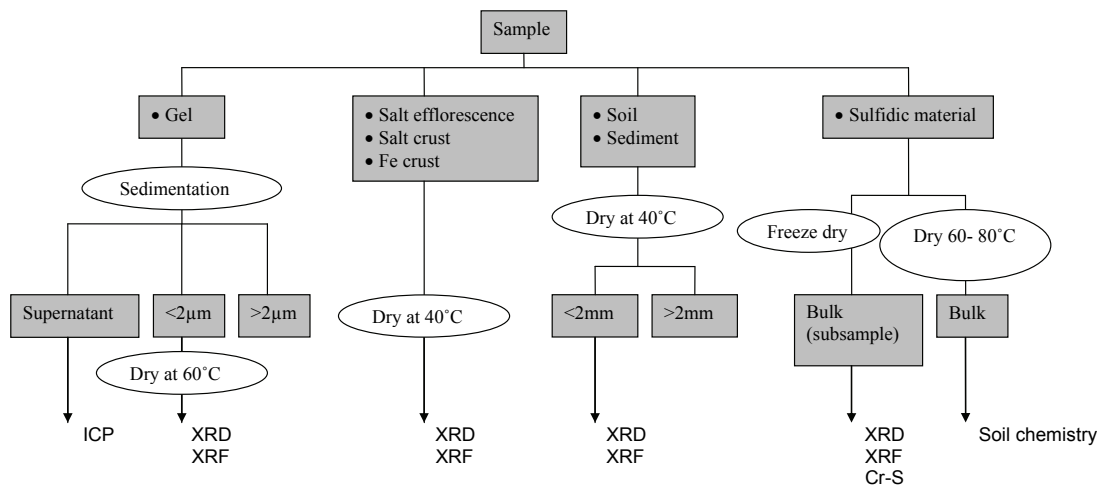 Sample
• Gel
• Salt efflorescence
• Salt crust
• Fe crust
• Soil
• Sediment
• Sulfidic material
Sedimentation
Dry at 40˚C
Freeze dry
Dry 60- 80˚C
Supernatant
<2µm
>2µm
Dry at 40˚C
<2mm
>2mm
Bulk
(subsample)
Bulk
Dry at 60˚C
ICP
XRD
XRF
XRD
XRF
XRD
XRF
XRD
XRF
Cr-S
Soil chemistry